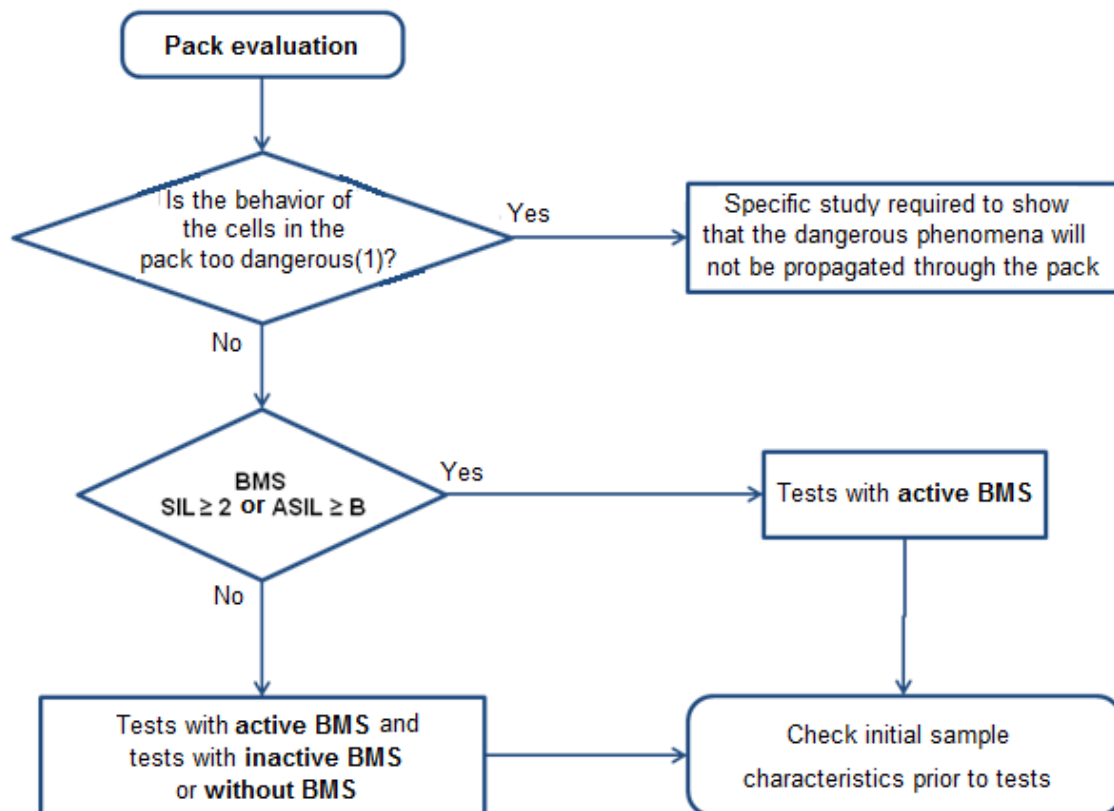 Pack evaluation
Is the behavior of
the cells in the
pack too dangerous(1)?
Yes
Specific study required to show
that the dangerous phenomena will
not be propagated through the pack
No
BMS
SIL ≥ 2 or ASIL ≥ B
Yes
Tests with active BMS
No
Tests with active BMS and
tests with inactive BMS
or without BMS
Check initial sample
characteristics prior to tests